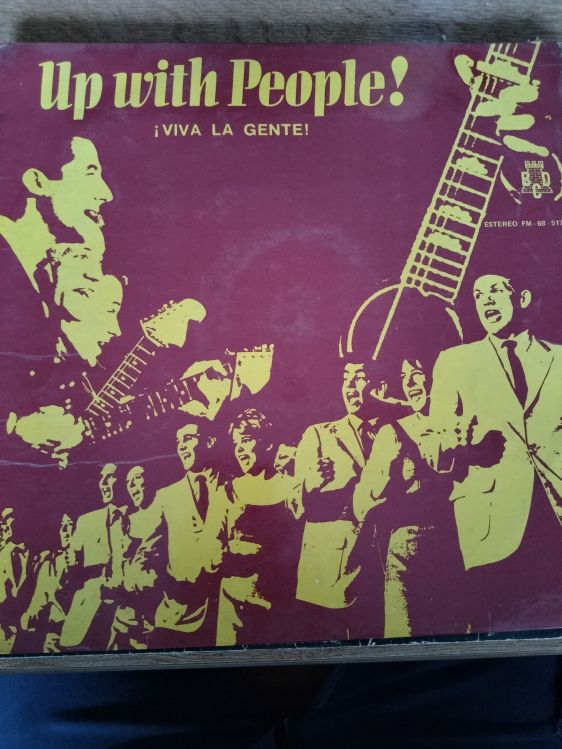 Up with People!
¡VIVA LA GENTE!
B C D
ESTEREO FM - 68 - 517